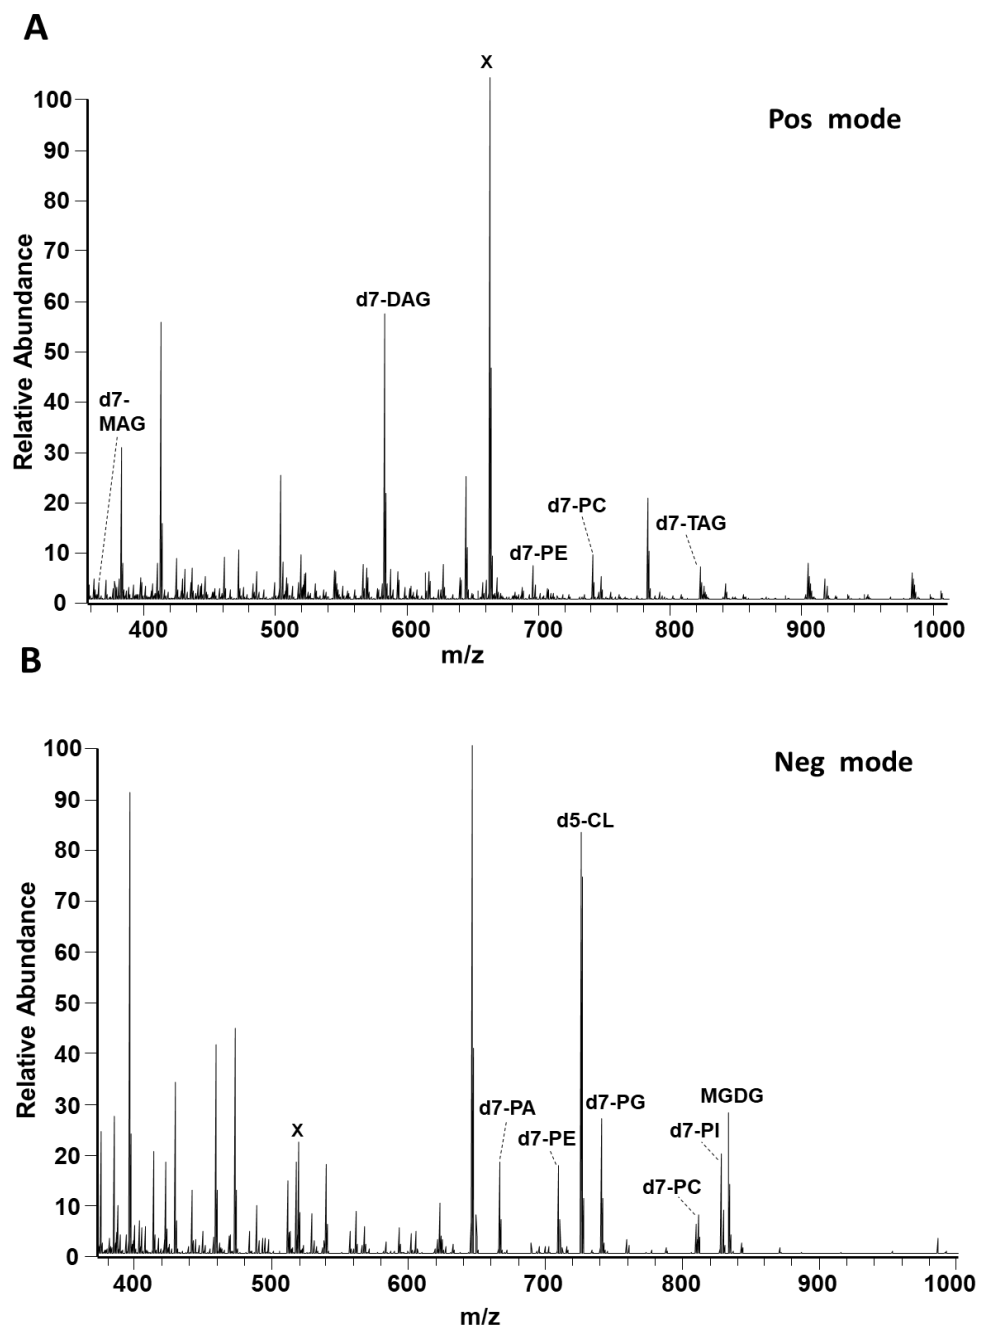 A
X
100
Pos mode
90
80
70
60
d7-DAG
50
40
d7-
MAG
30
20
d7-PC
d7-TAG
10
d7-PE
0
400
500
600
700
800
900
1000
m/z
Relative Abundance
B
100
Neg mode
90
80
d5-CL
70
60
50
40
30
d7-PA
d7-PG
MGDG
X
d7-PE
d7-PI
20
d7-PC
10
0
400
500
600
700
800
900
1000
m/z
Relative Abundance